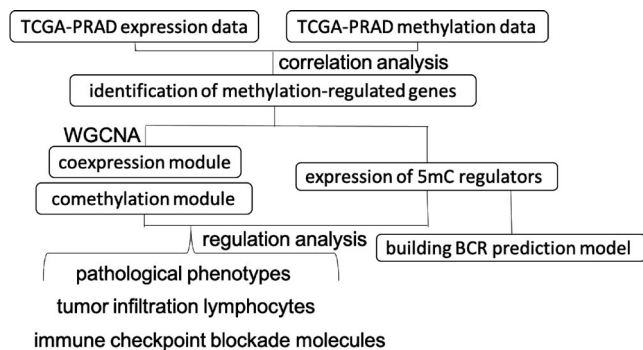 TCGA-PRAD expression data
TCGA-PRAD methylation data
correlation analysis
identification of methylation-regulated genes
WGCNA
coexpression module
expression of 5mC regulators
comethylation module
regulation analysis
building BCR prediction model
pathological phenotypes
tumor infiltration lymphocytes
immune checkpoint blockade molecules